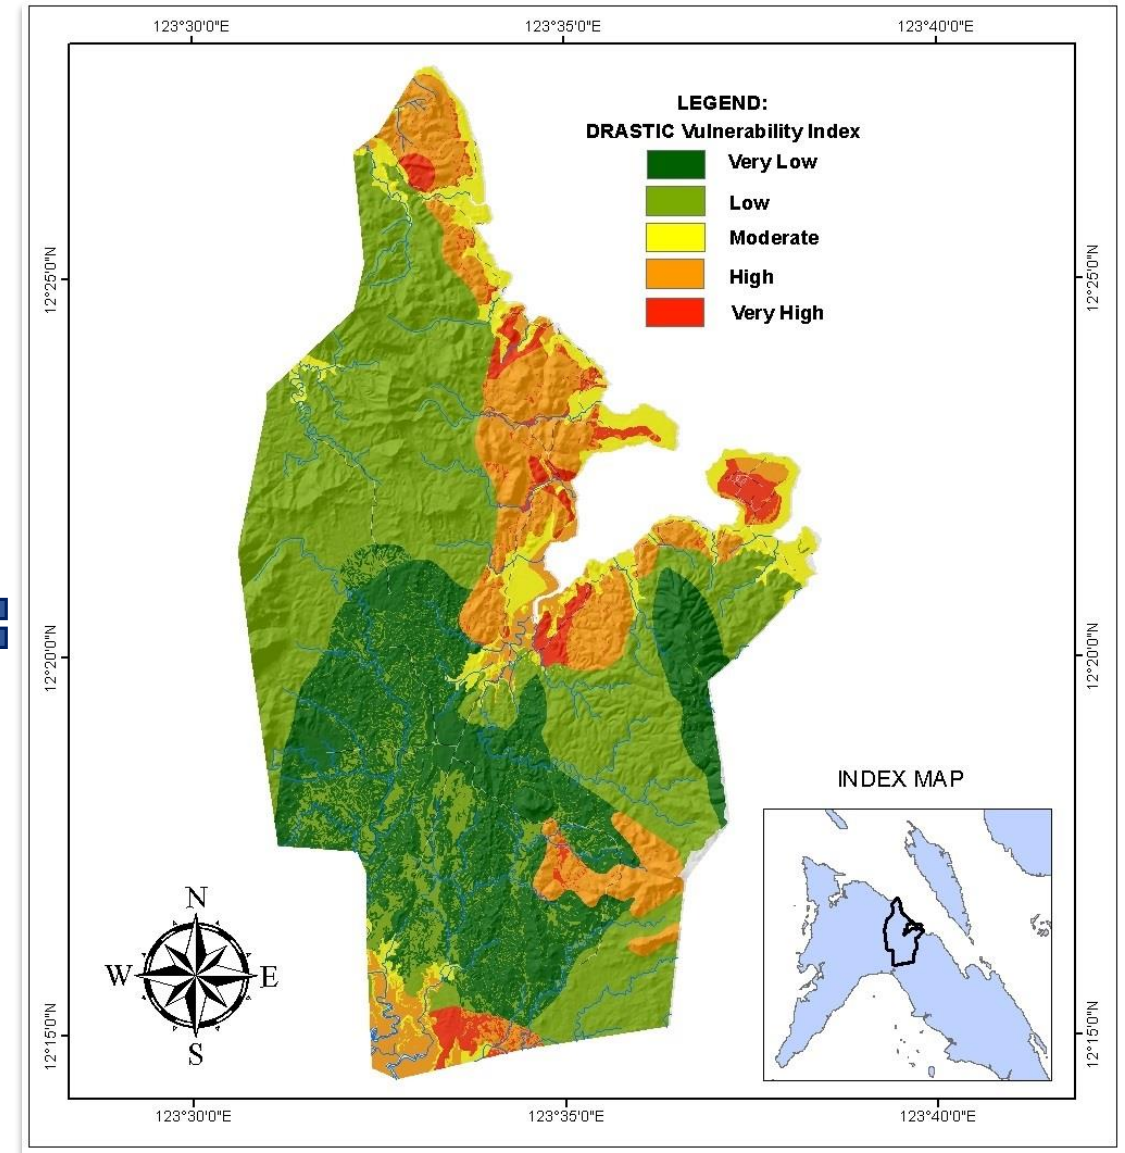 123°30'0"E
123°35'0"E
123°40'0"E
LEGEND:
DRASTIC Vulnerability Index
Very Low
Low
Moderate
High
Very High
12°25'0"N
12°25'0"N
12°20'0"N
12°20'0"N
INDEX MAP
N
W
E
S
12°15'0"N
12°15'0"N
123°30'0"E
123°35'0"E
123°40'0"E